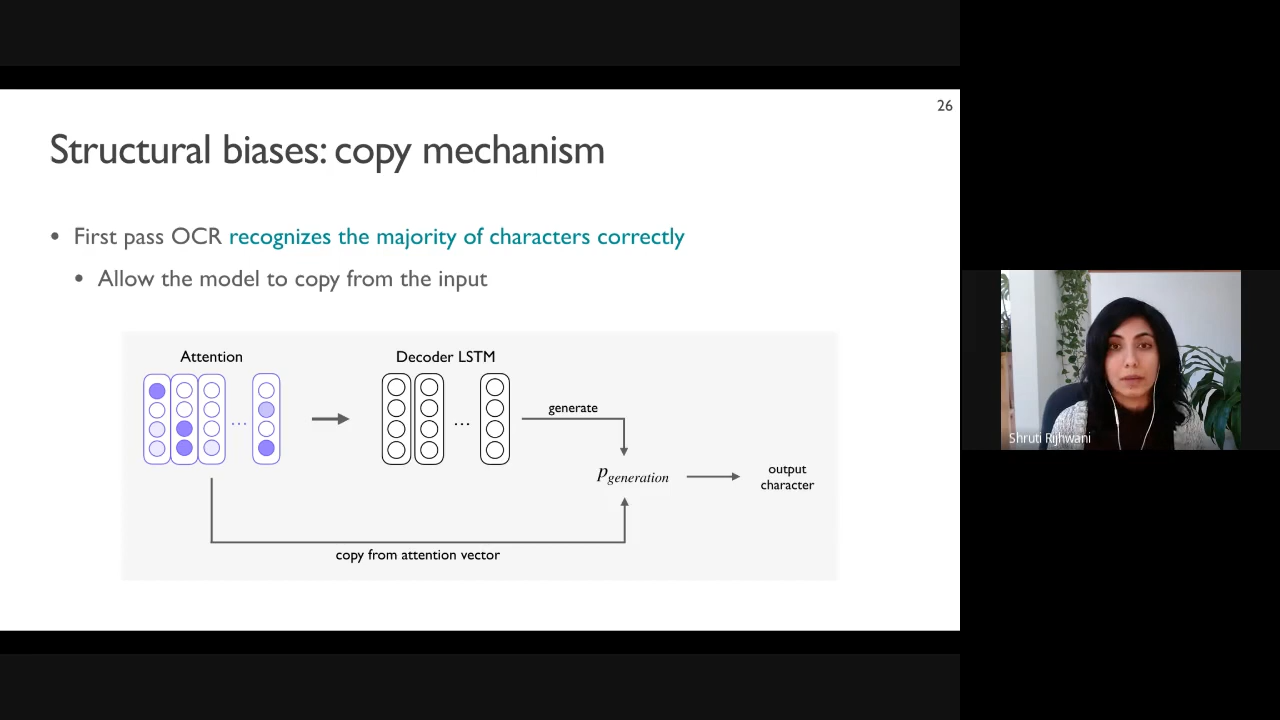 26
Structural biases: copy mechanism
• First pass OCR recognizes the majority of characters correctly
• Allow the model to copy from the input
Attention
Decoder LSTM
...
...
generate
p generation
output
character
copy from attention vector
Shruti Rijhwani